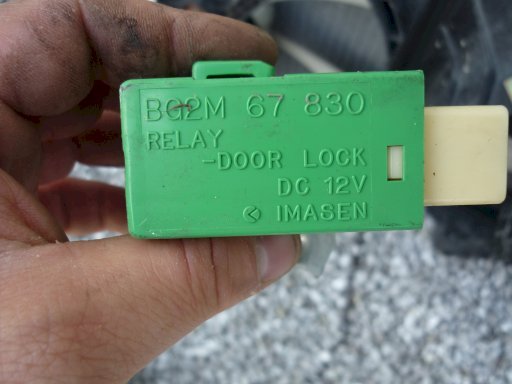 BG2M 67 830
RELAY
-DOOR LOCK
DC 12V
IMASEN